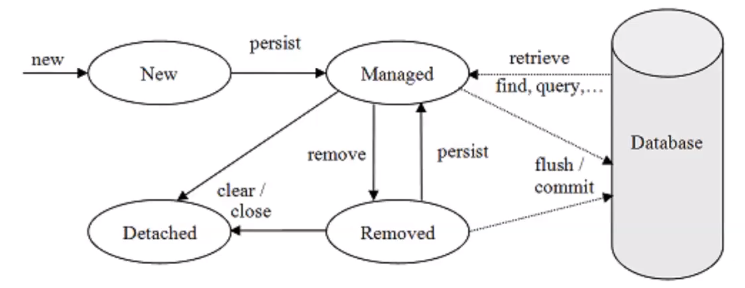 new
New
persist
Managed
retrieve
find, query,...
Database
remove
persist
flush /
commit
clear /
close
Detached
Removed